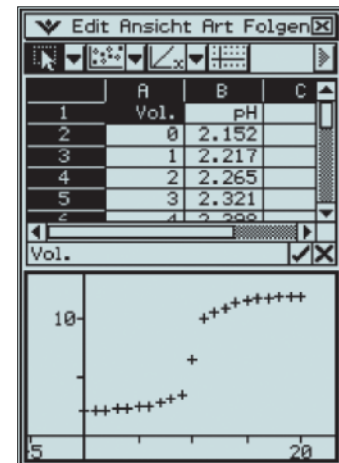 Edit Ansicht Art Folgen
A B C
1 Vol. pH
2 0 2.152
3 1 2.217
4 2 2.265
5 3 2.321
Vol.
10
5 20